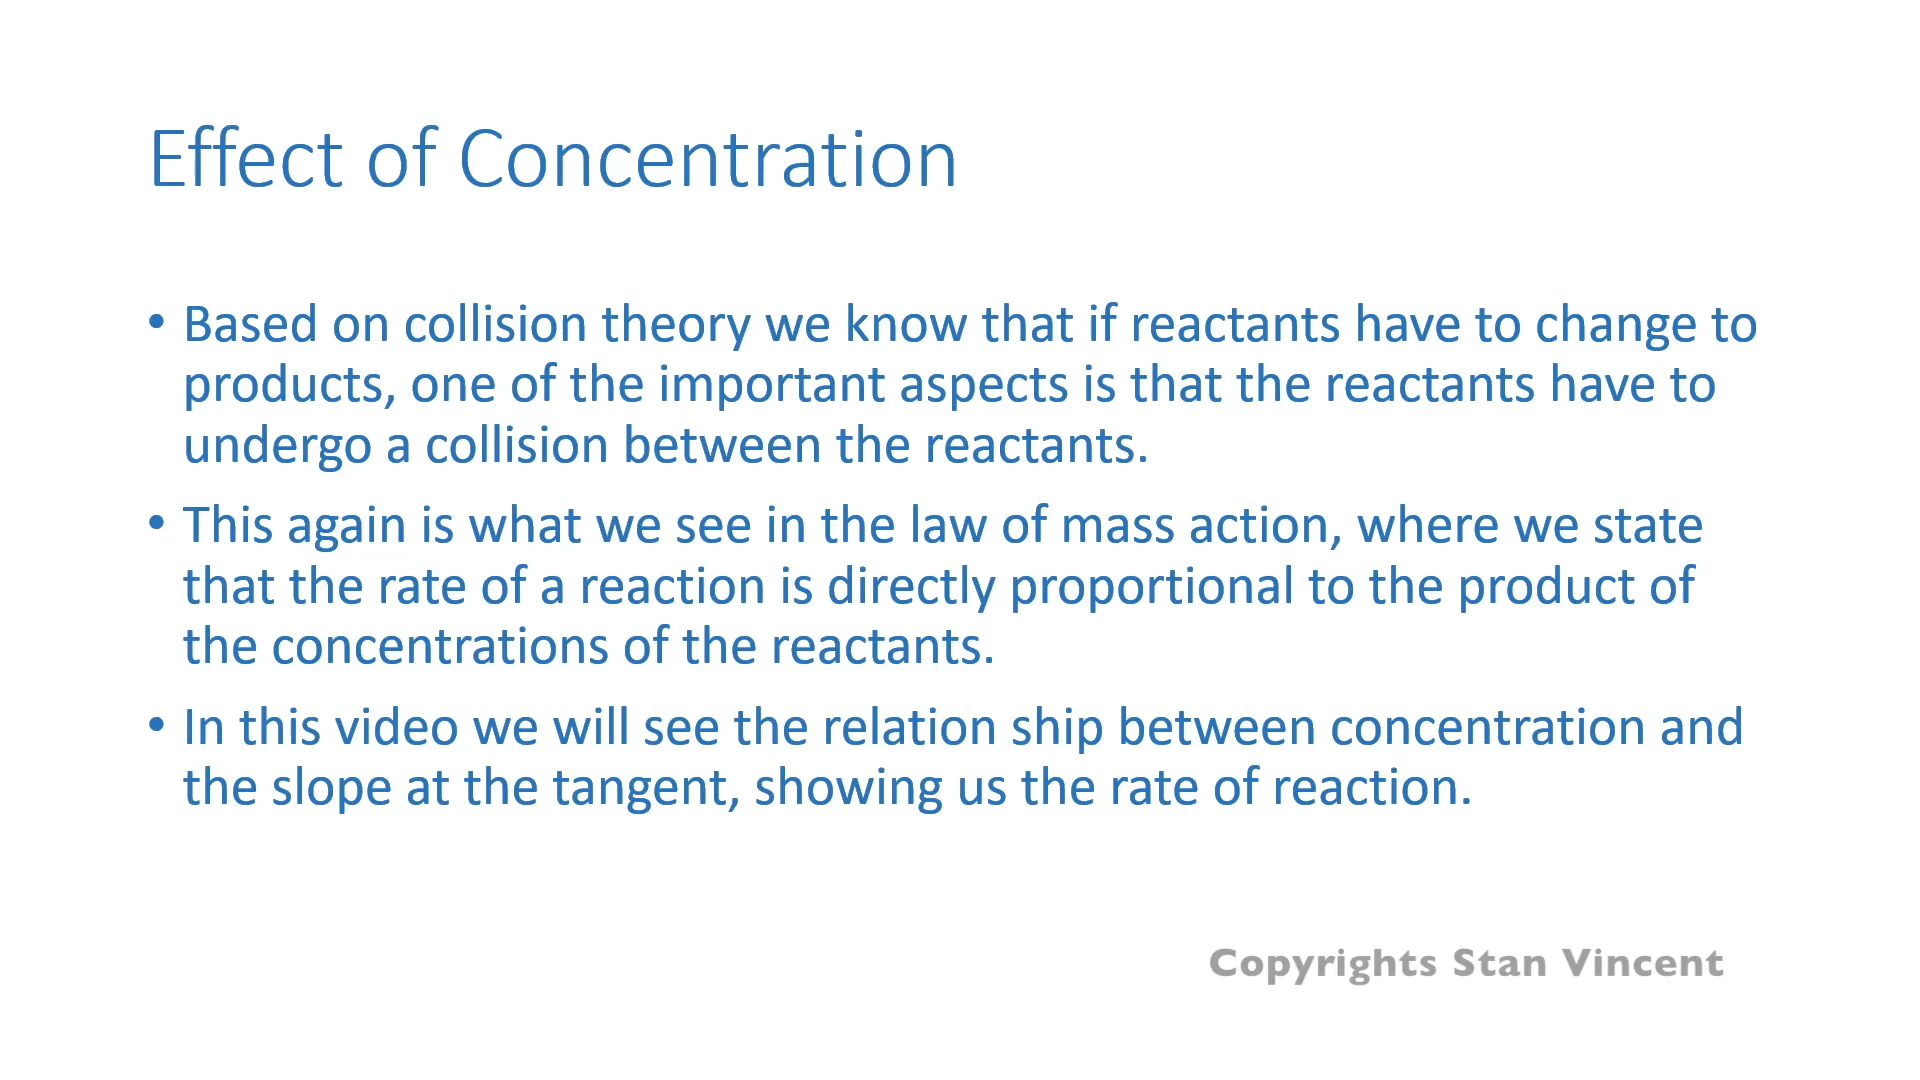 Effect of Concentration
• Based on collision theory we know that if reactants have to change to
products, one of the important aspects is that the reactants have to
undergo a collision between the reactants.
• This again is what we see in the law of mass action, where we state
that the rate of a reaction is directly proportional to the product of
the concentrations of the reactants.
• In this video we will see the relation ship between concentration and
the slope at the tangent, showing us the rate of reaction.
Copyrights Stan Vincent